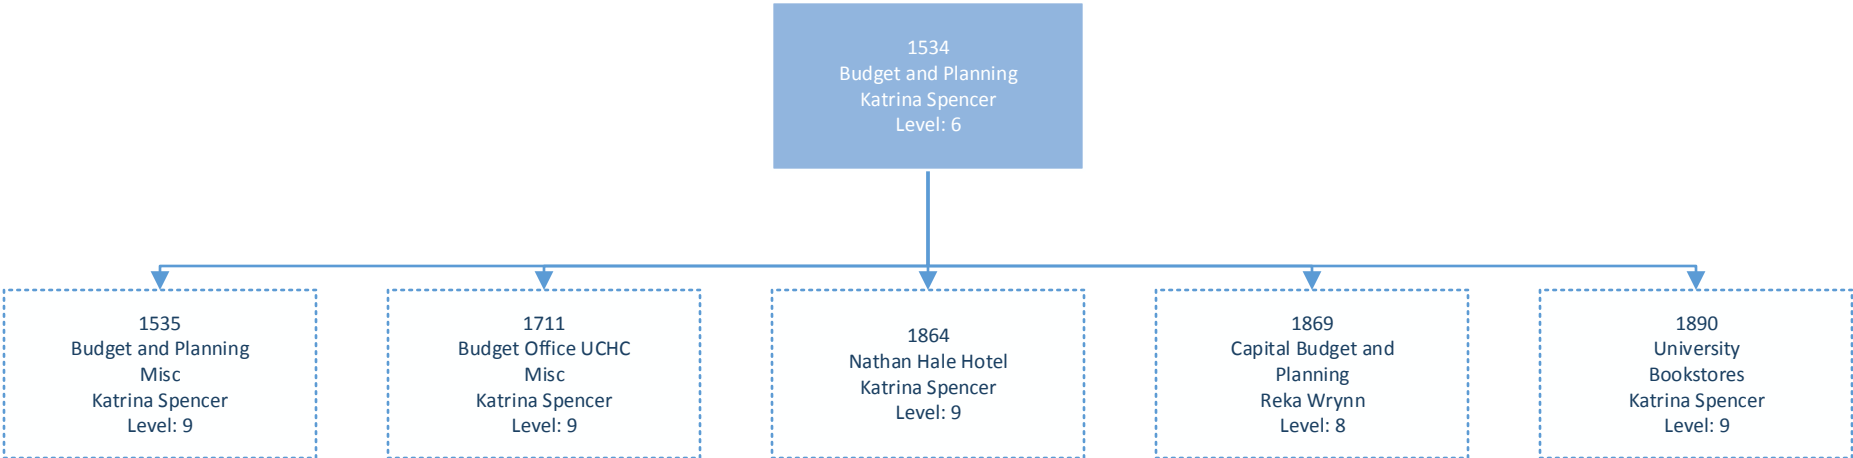 1534
Budget and Planning
Katrina Spencer
Level: 6
1535
Budget and Planning
Misc
Katrina Spencer
Level: 9
1711
Budget Office UCHC
Misc
Katrina Spencer
Level: 9
1864
Nathan Hale Hotel
Katrina Spencer
Level: 9
1869
Capital Budget and
Planning
Reka Wrynn
Level: 8
1890
University
Bookstores
Katrina Spencer
Level: 9